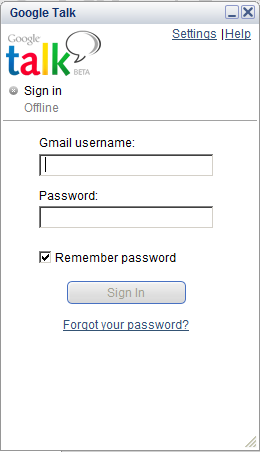 Google Talk
Settings | Help
Google
talk
BETA
Sign in
Offline
Gmail username:
Password:
Remember password
Sign In
Forgot your password?